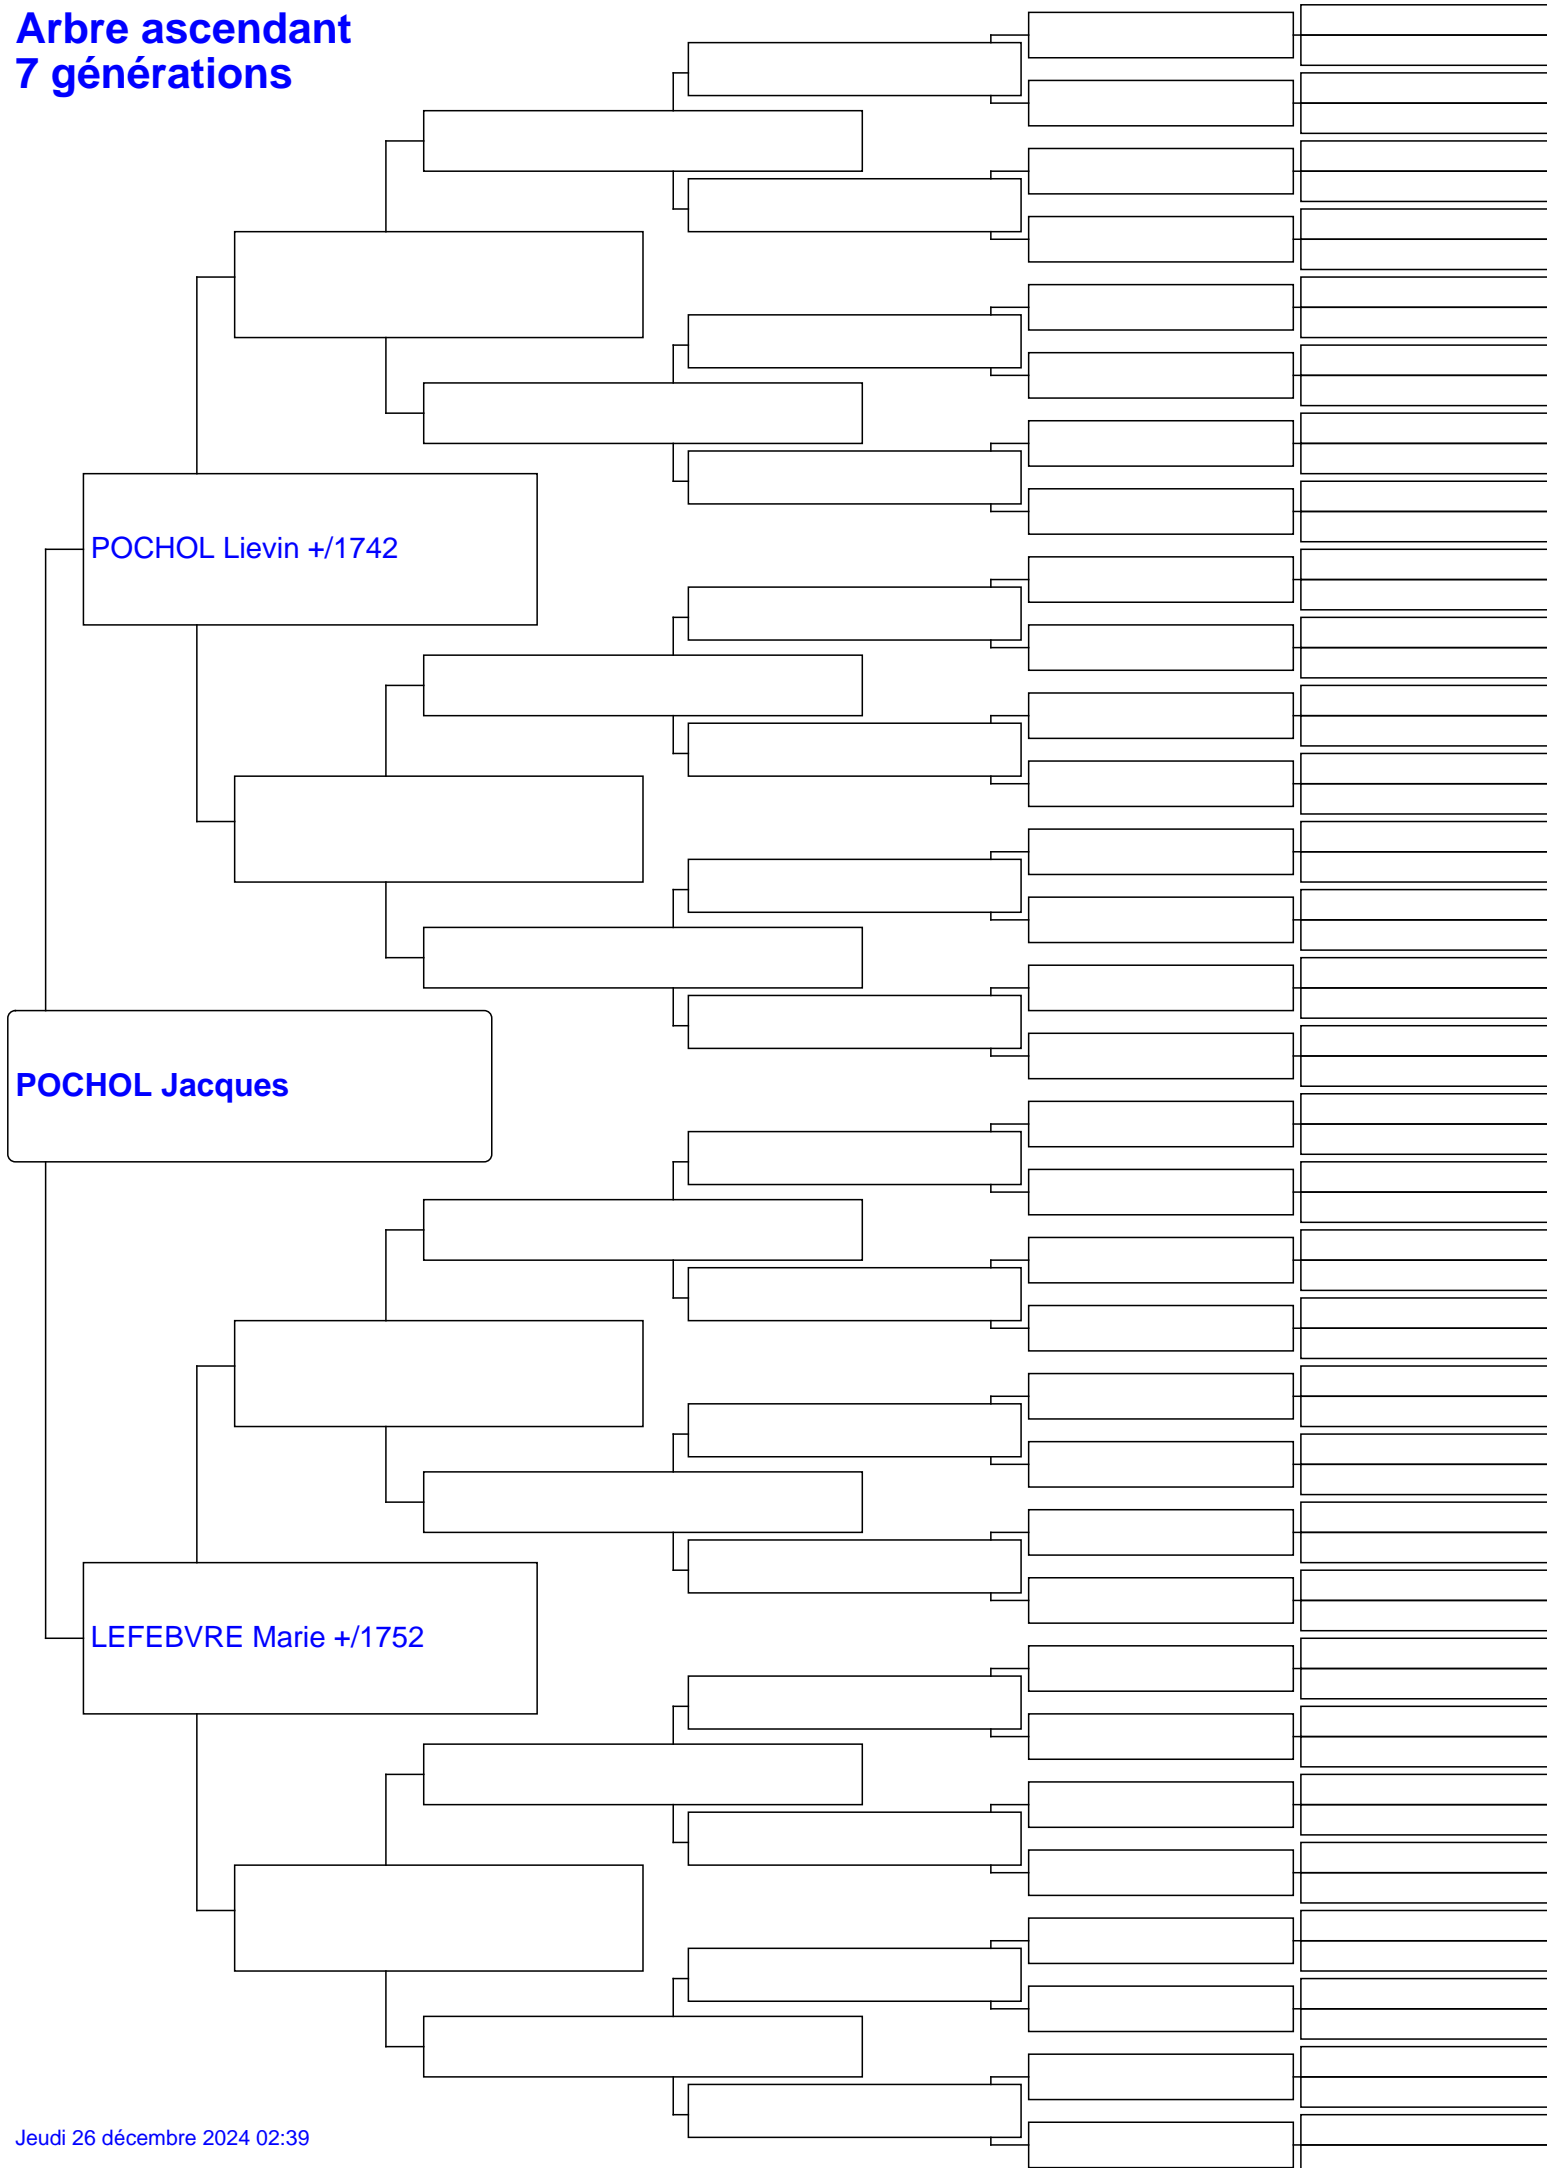 Arbre ascendant
7 générations
POCHOL Lievin +/1742
POCHOL Jacques
LEFEBVRE Marie +/1752
Jeudi 26 décembre 2024 02:39